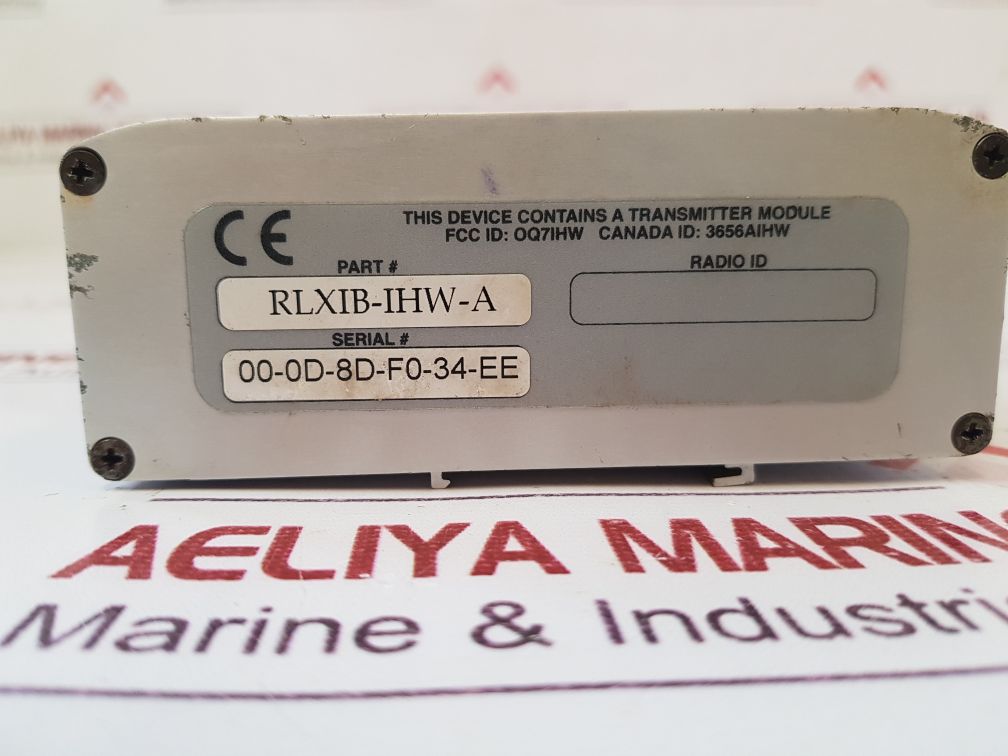 CE
THIS DEVICE CONTAINS A TRANSMITTER MODULE
FCC ID: OQ7IHW CANADA ID: 3656AIHW
PART #
RADIO ID
RLXIB-IHW-A
SERIAL #
00-0D-8D-F0-34-EE
AELIYA MARIN
Marine & Industri